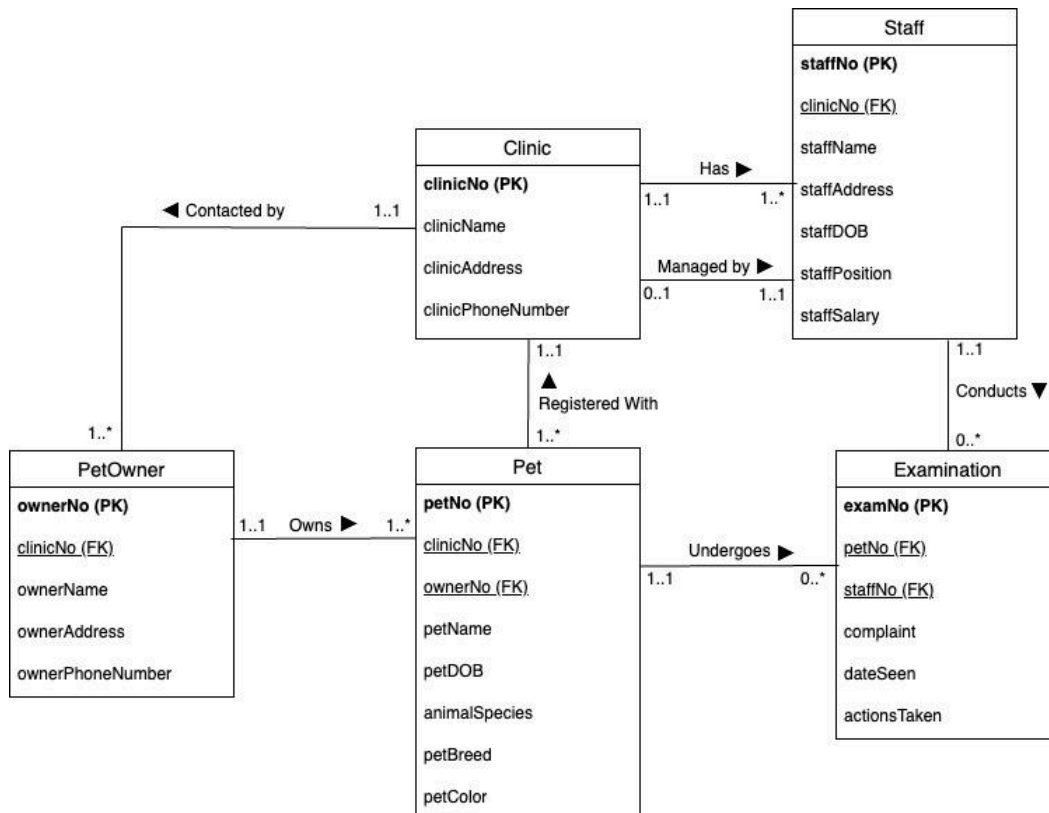 Staff
staffNo (PK)
clinicNo (FK)
staffName
staffAddress
staffDOB
staffPosition
staffSalary
Clinic
clinicNo (PK)
clinicName
clinicAddress
clinicPhoneNumber
Has ►
1..1
1..*
Managed by ►
0..1
1..1
◄ Contacted by
1..1
1..*
1..1
▲
Registered With
1..*
1..1
Conducts ▼
0..*
PetOwner
ownerNo (PK)
clinicNo (FK)
ownerName
ownerAddress
ownerPhoneNumber
1..1
Owns ►
1..*
Pet
petNo (PK)
clinicNo (FK)
ownerNo (FK)
petName
petDOB
animalSpecies
petBreed
petColor
Undergoes ►
1..1
0..*
Examination
examNo (PK)
petNo (FK)
staffNo (FK)
complaint
dateSeen
actionsTaken